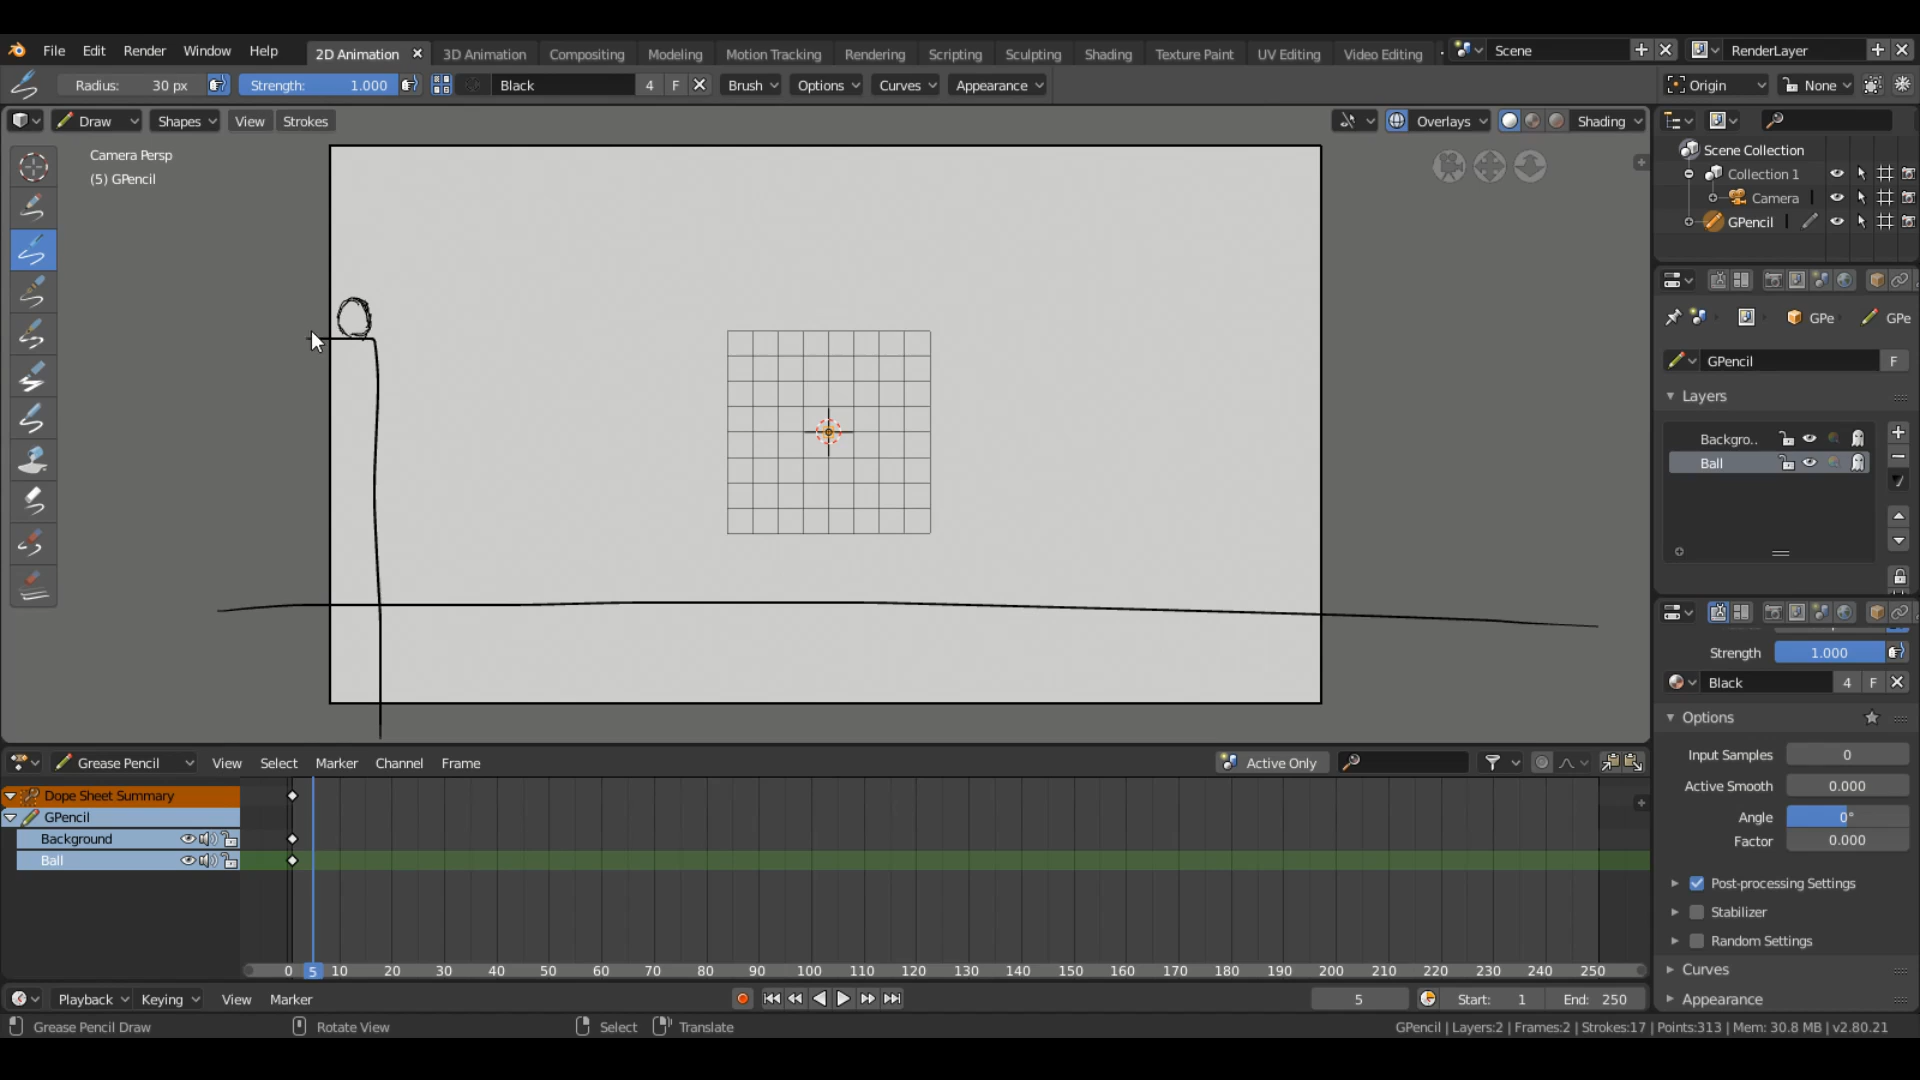 File Edit Render Window Help 2D Animation 3D Animation Compositing Modeling Motion Tracking Rendering Scripting Sculpting Shading Texture Paint UV Editing Video Editing Scene RenderLayer
Radius: 30 px Strength: 1.000 Black 4 F Brush Options Curves Appearance Origin None
Draw Shapes View Strokes Overlays Shading
Camera Persp
(5) GPencil
Scene Collection
Collection 1
Camera
GPencil
GPe GPe
GPencil F
Layers
Backgro..
Ball
Strength 1.000
Black 4 F
Options
Input Samples 0
Active Smooth 0.000
Angle 0°
Factor 0.000
Post-processing Settings
Stabilizer
Random Settings
Curves
Appearance
Grease Pencil View Select Marker Channel Frame Active Only
Dope Sheet Summary
GPencil
Background
Ball
0 5 10 20 30 40 50 60 70 80 90 100 110 120 130 140 150 160 170 180 190 200 210 220 230 240 250
Playback Keying View Marker 5 Start: 1 End: 250
Grease Pencil Draw Rotate View Select Translate GPencil | Layers:2 | Frames:2 | Strokes:17 | Points:313 | Mem: 30.8 MB | v2.80.21